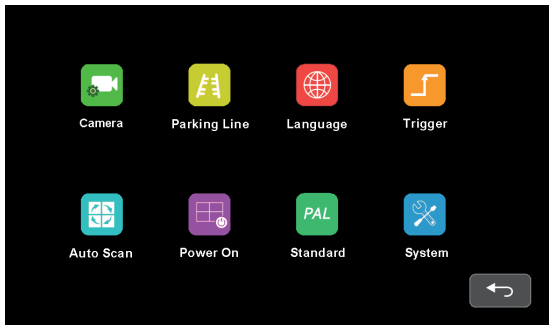 Camera
Parking Line
Language
Trigger
PAL
Auto Scan
Power On
Standard
System